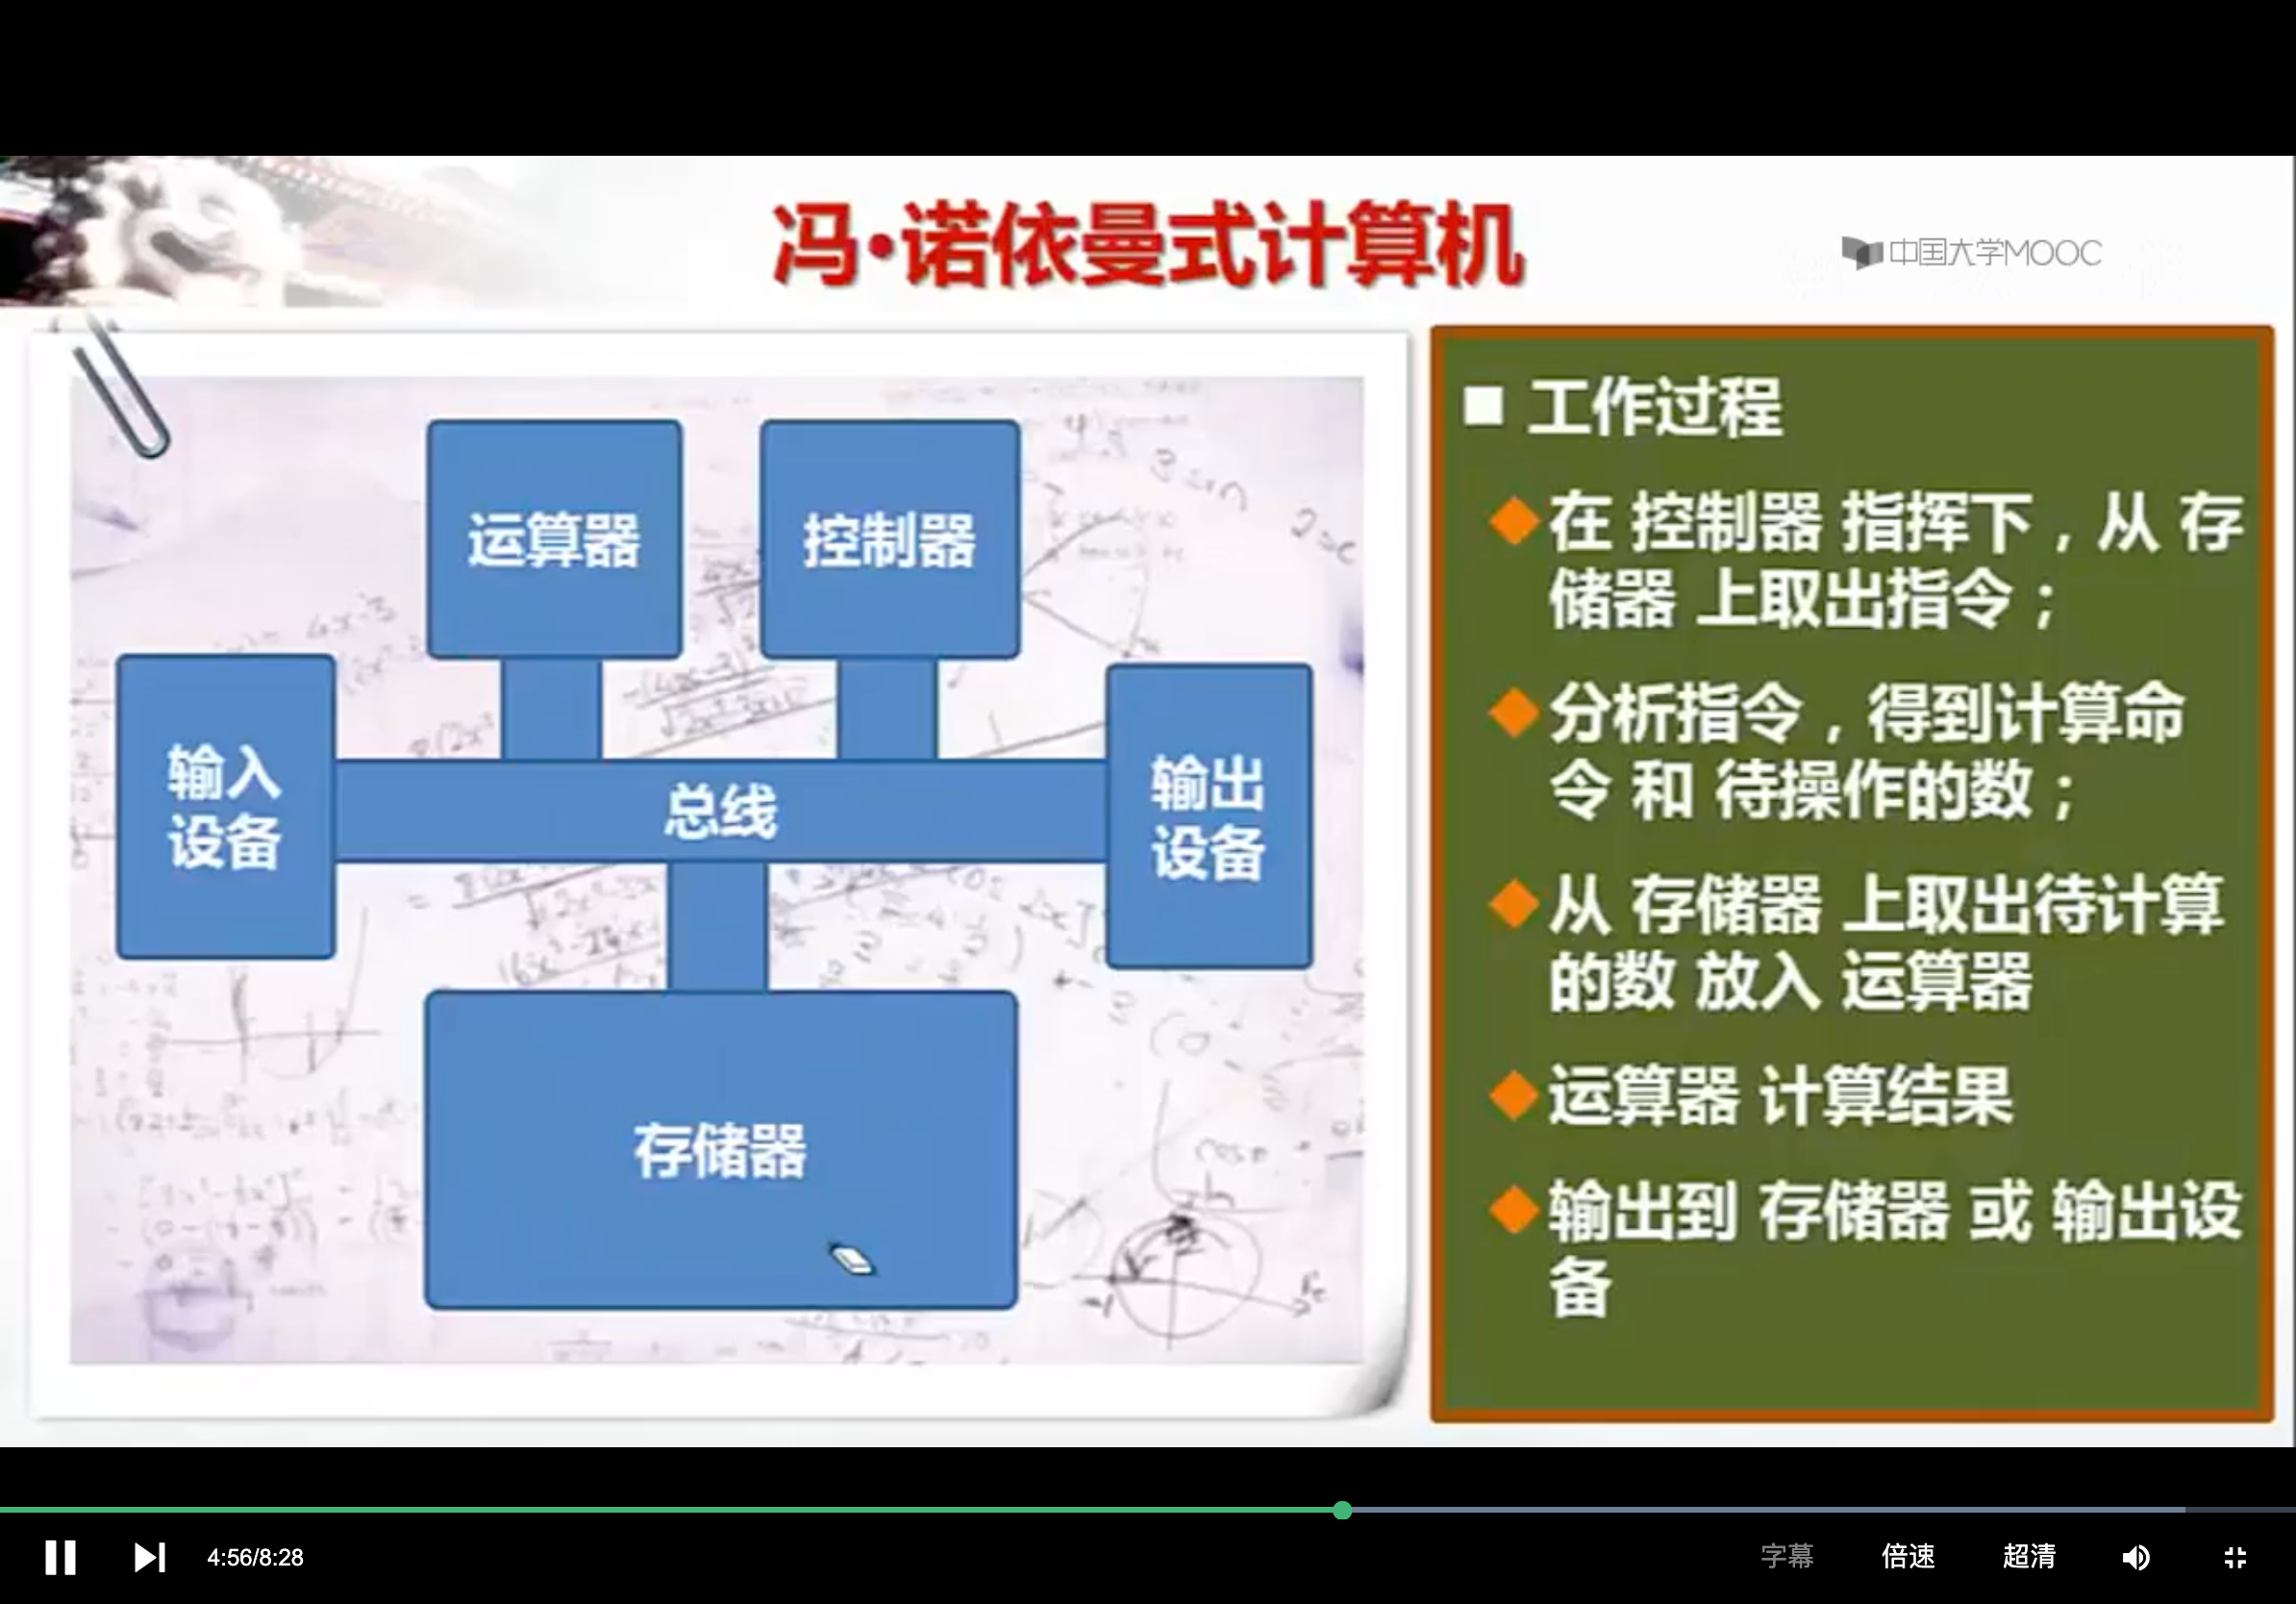 冯·诺依曼式计算机
中国大学MOOC
运算器
控制器
输入
设备
总线
输出
设备
存储器
■ 工作过程
◆在 控制器 指挥下，从 存
储器 上取出指令；
◆分析指令，得到计算命
令 和 待操作的数；
◆从 存储器 上取出待计算
的数 放入 运算器
◆运算器 计算结果
◆输出到 存储器 或 输出设
备
4:56/8:28
字幕
倍速
超清